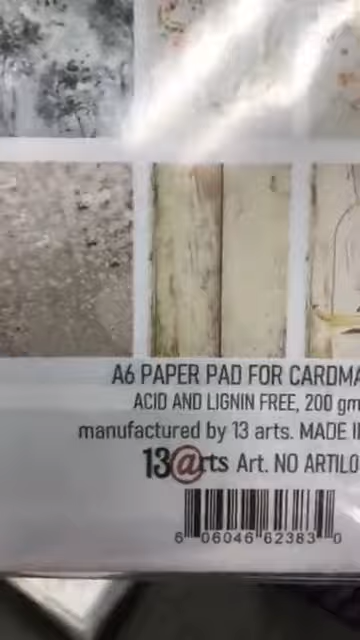 A6 PAPER PAD FOR CARDMA
ACID AND LIGNIN FREE, 200 gm
manufactured by 13 arts. MADE I
13@rts Art. NO ARTILO
6 06046 62383 0